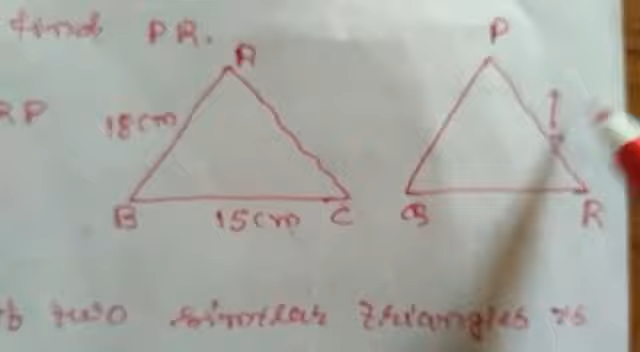 find PR.
A
P
RP
18cm
B
15cm
C
Q
R
two similar triangles is